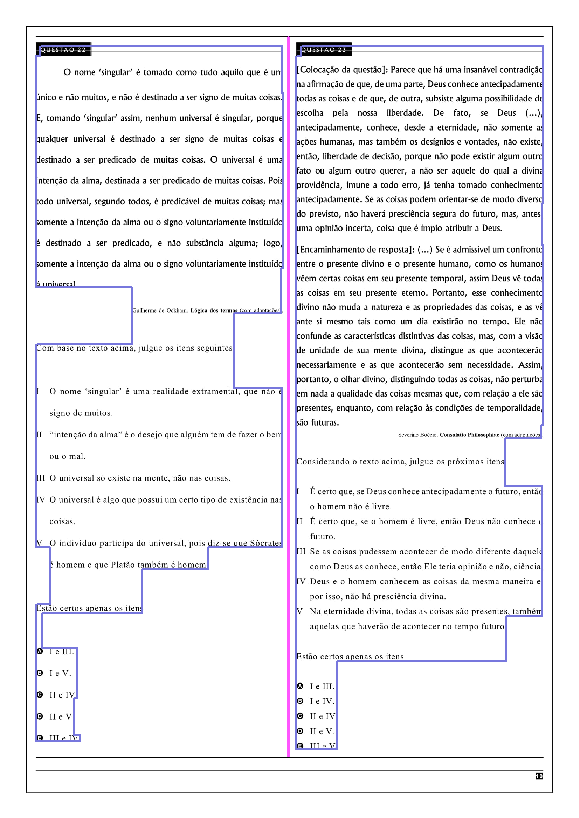 QUESTÃO 22
O nome ‘singular’ é tomado como tudo aquilo que é um
único e não muitos, e não é destinado a ser signo de muitas coisas.
E, tomando ‘singular’ assim, nenhum universal é singular, porque
qualquer universal é destinado a ser signo de muitas coisas e
destinado a ser predicado de muitas coisas. O universal é uma
intenção da alma, destinada a ser predicado de muitas coisas. Pois
todo universal, segundo todos, é predicável de muitas coisas; mas
somente a intenção da alma ou o signo voluntariamente instituído
é destinado a ser predicado, e não substância alguma; logo,
somente a intenção da alma ou o signo voluntariamente instituído
é universal.
Guilherme de Ockham. Lógica dos termos (com adaptações).
Com base no texto acima, julgue os itens seguintes.
I O nome ‘singular’ é uma realidade extramental, que não é
signo de muitos.
II “intenção da alma” é o desejo que alguém tem de fazer o bem
ou o mal.
III O universal só existe na mente, não nas coisas.
IV O universal é algo que possui um certo tipo de existência nas
coisas.
V O indivíduo participa do universal, pois diz-se que Sócrates
é homem e que Platão também é homem.
Estão certos apenas os itens
A I e III.
B I e V.
C II e IV.
D II e V.
E III e IV.
QUESTÃO 23
[Colocação da questão]: Parece que há uma insanável contradição
na afirmação de que, de uma parte, Deus conhece antecipadamente
todas as coisas e de que, de outra, subsiste alguma possibilidade de
escolha pela nossa liberdade. De fato, se Deus (...),
antecipadamente, conhece, desde a eternidade, não somente as
ações humanas, mas também os desígnios e vontades, não existe,
então, liberdade de decisão, porque não pode existir algum outro
fato ou algum outro querer, a não ser aquele do qual a divina
providência, imune a todo erro, já tenha tomado conhecimento
antecipadamente. Se as coisas podem orientar-se de modo diverso
do previsto, não haverá presciência segura do futuro, mas, antes,
uma opinião incerta, coisa que é ímpio atribuir a Deus.
[Encaminhamento de resposta]: (...) Se é admissível um confronto
entre o presente divino e o presente humano, como os humanos
vêem certas coisas em seu presente temporal, assim Deus vê todas
as coisas em seu presente eterno. Portanto, esse conhecimento
divino não muda a natureza e as propriedades das coisas, e as vê
ante si mesmo tais como um dia existirão no tempo. Ele não
confunde as características distintivas das coisas, mas, com a visão
de unidade de sua mente divina, distingue as que acontecerão
necessariamente e as que acontecerão sem necessidade. Assim,
portanto, o olhar divino, distinguindo todas as coisas, não perturba
em nada a qualidade das coisas mesmas que, com relação a ele são
presentes, enquanto, com relação às condições de temporalidade,
são futuras.
Severino Boécio. Consolatio Philosophiae (com adaptações).
Considerando o texto acima, julgue os próximos itens.
I É certo que, se Deus conhece antecipadamente o futuro, então
o homem não é livre.
II É certo que, se o homem é livre, então Deus não conhece o
futuro.
III Se as coisas pudessem acontecer de modo diferente daquele
como Deus as conhece, então Ele teria opinião e não, ciência.
IV Deus e o homem conhecem as coisas da mesma maneira e,
por isso, não há presciência divina.
V Na eternidade divina, todas as coisas são presentes, também
aquelas que haverão de acontecer no tempo futuro.
Estão certos apenas os itens
A I e III.
B I e IV.
C II e IV.
D II e V.
E III e V.